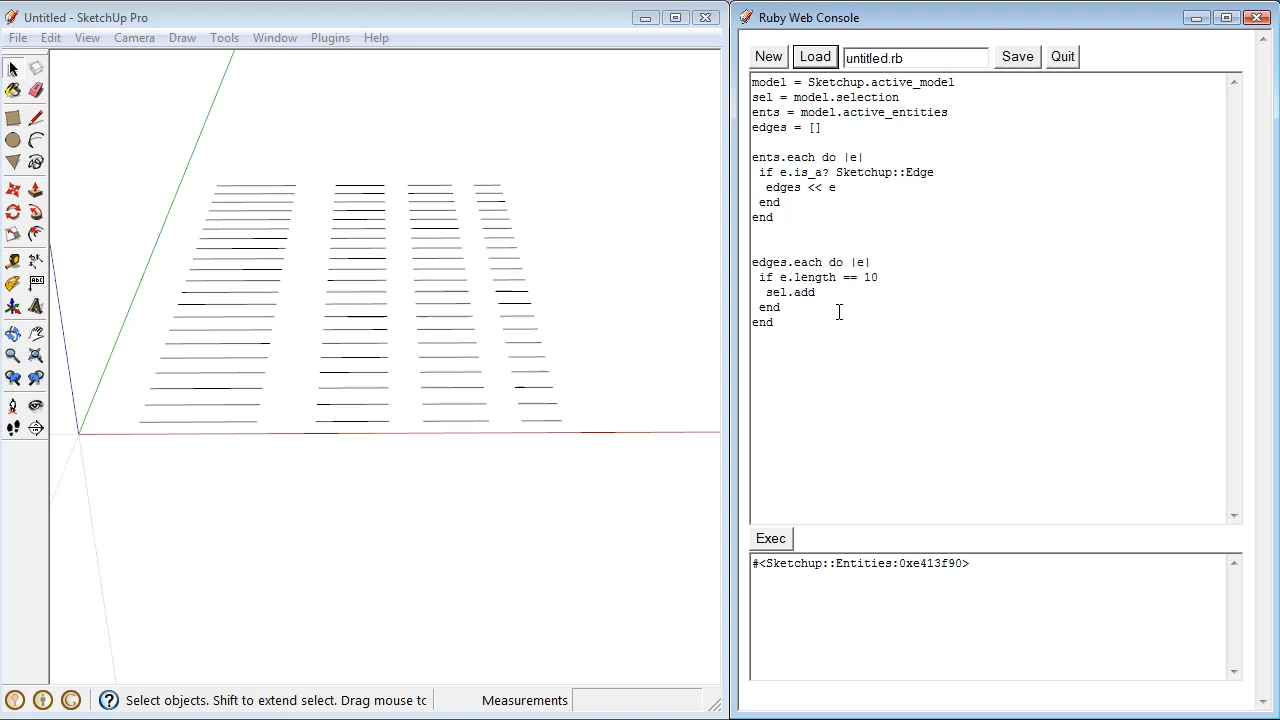 Untitled - SketchUp Pro
File Edit View Camera Draw Tools Window Plugins Help
Abc
Select objects. Shift to extend select. Drag mouse to
Measurements
Ruby Web Console
New Load untitled.rb Save Quit
model = Sketchup.active_model
sel = model.selection
ents = model.active_entities
edges = []
ents.each do |e|
if e.is_a? Sketchup::Edge
edges << e
end
end
edges.each do |e|
if e.length == 10
sel.add
end
end
Exec
#<Sketchup::Entities:0xe413f90>